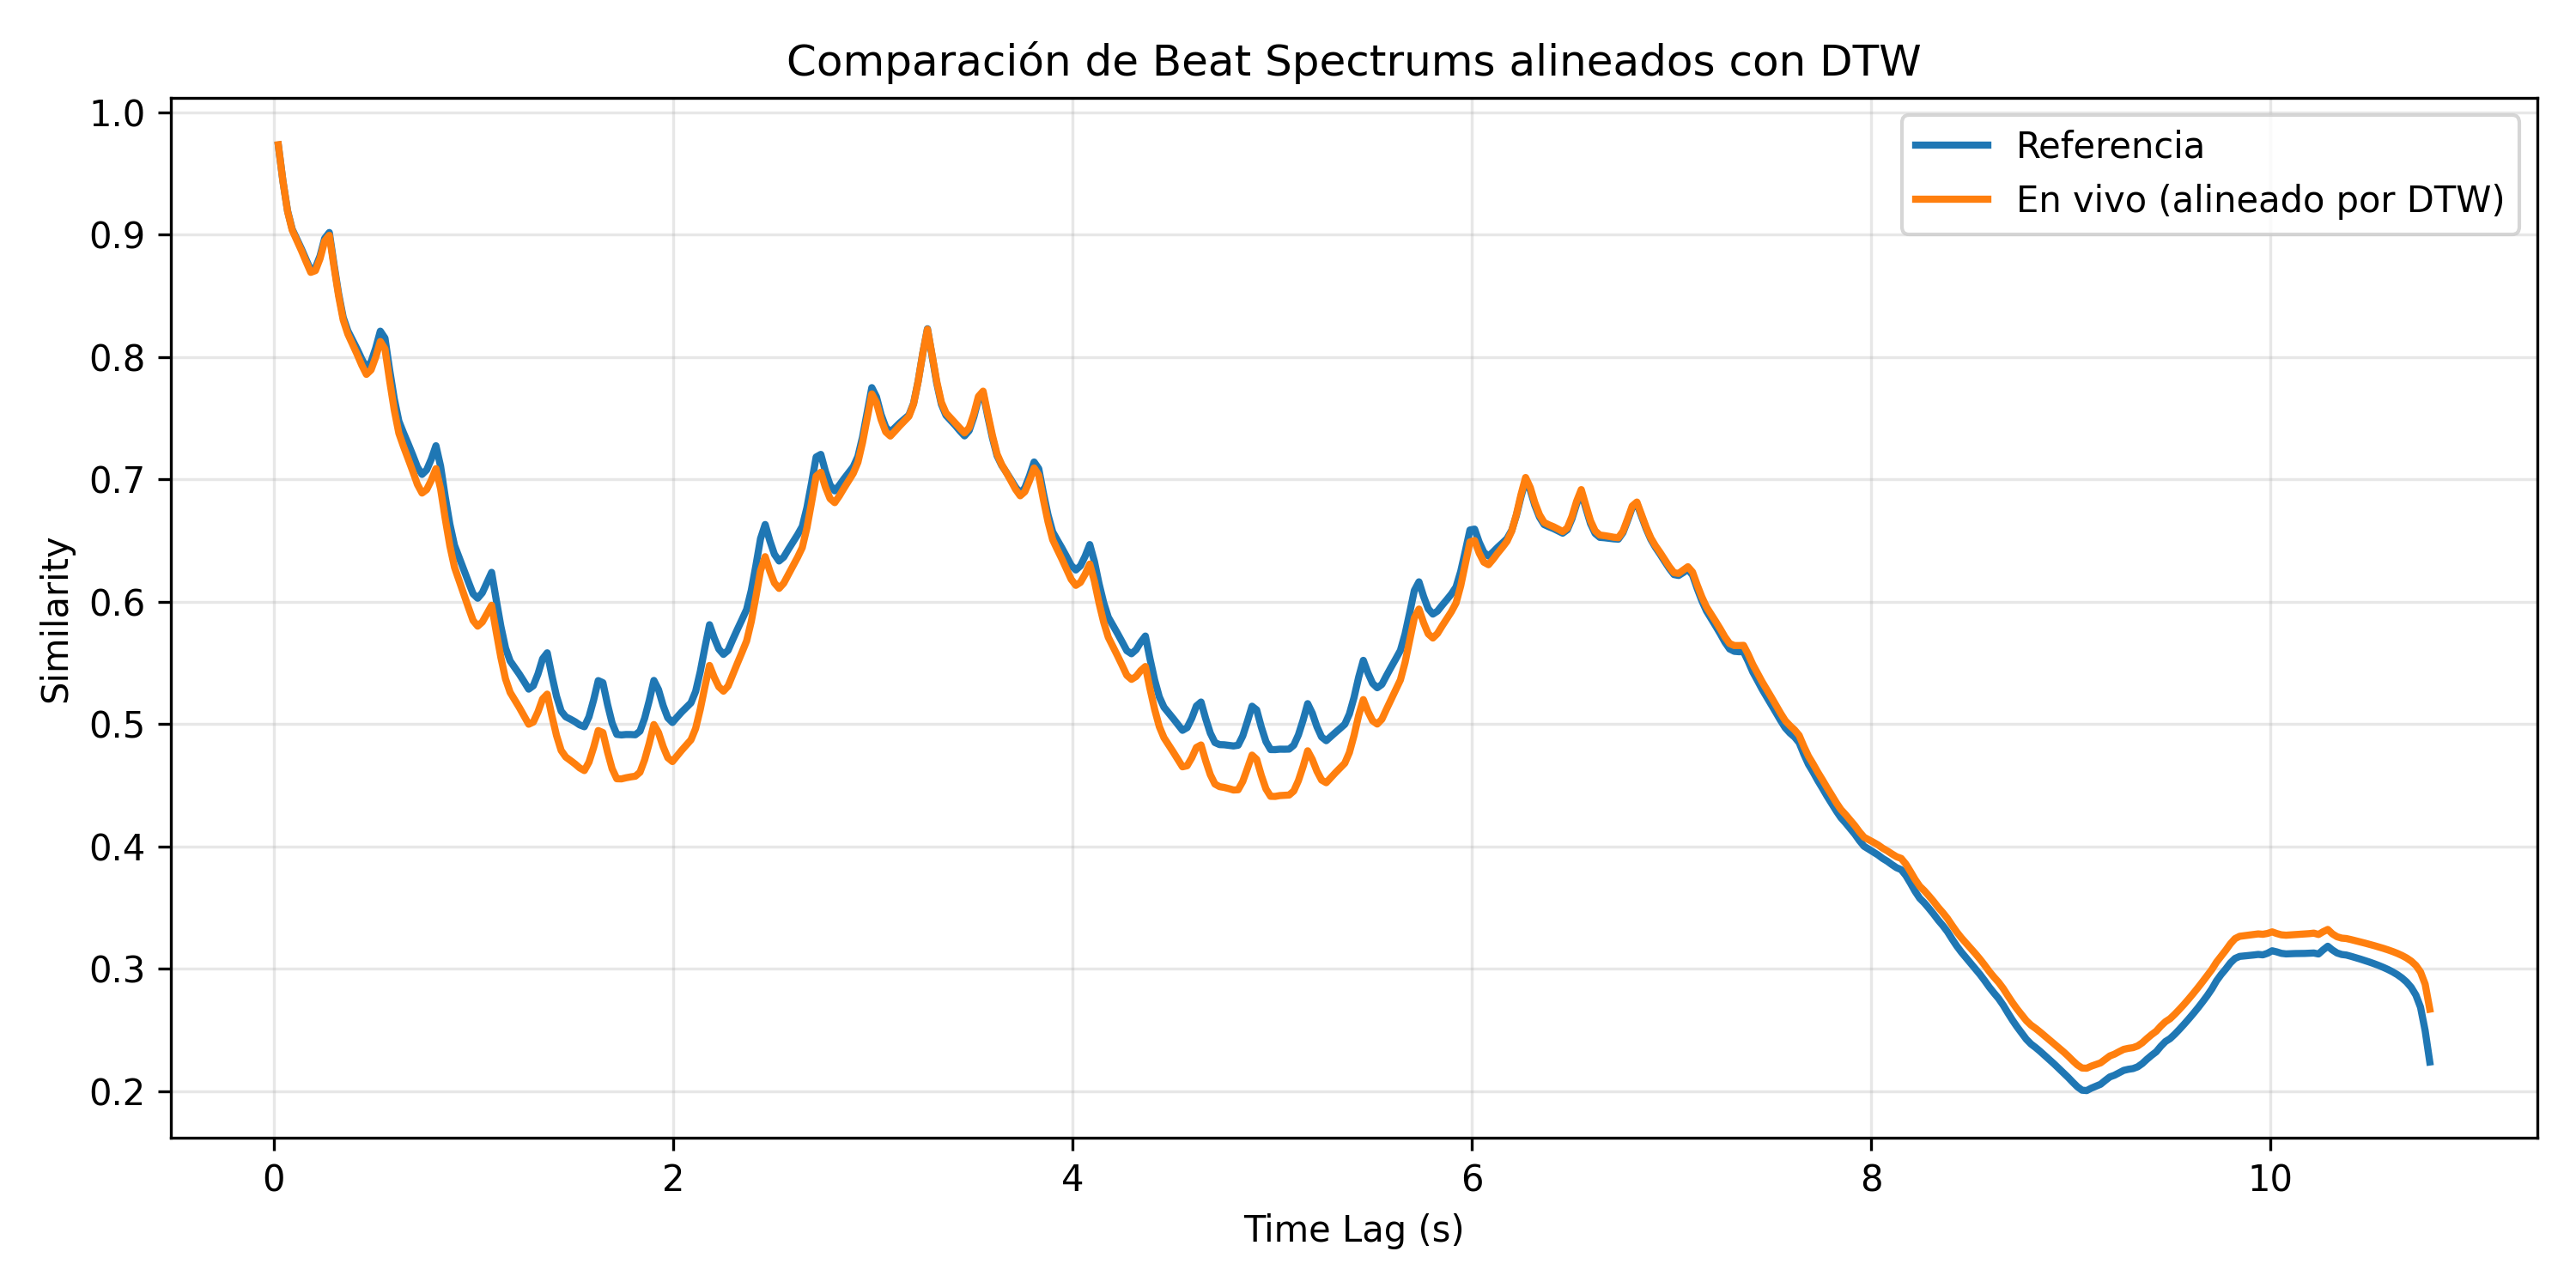 Comparación de Beat Spectrums alineados con DTW
Referencia
En vivo (alineado por DTW)
Similarity
1.0
0.9
0.8
0.7
0.6
0.5
0.4
0.3
0.2
0 2 4 6 8 10
Time Lag (s)